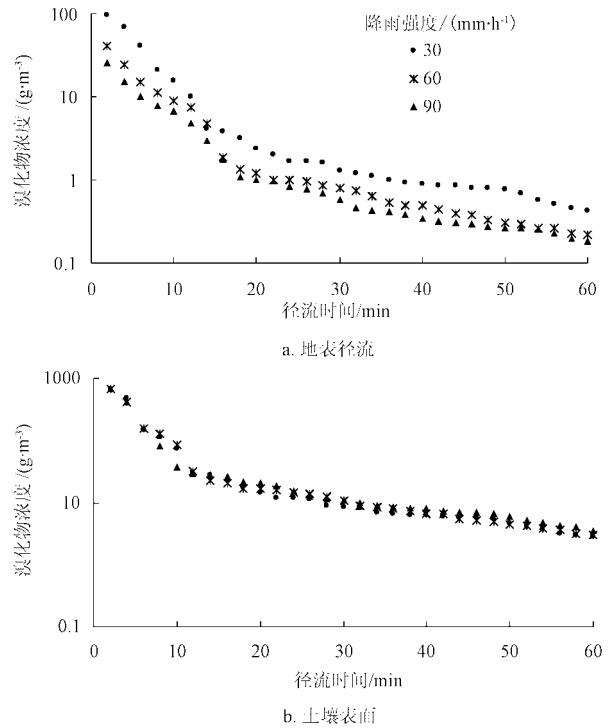 降雨强度/(mm·h⁻¹)
30
60
90
溴化物浓度/(g·m⁻³)
100
10
1
0.1
0 10 20 30 40 50 60
径流时间/min
a. 地表径流
溴化物浓度/(g·m⁻³)
1000
10
0.1
0 10 20 30 40 50 60
径流时间/min
b. 土壤表面